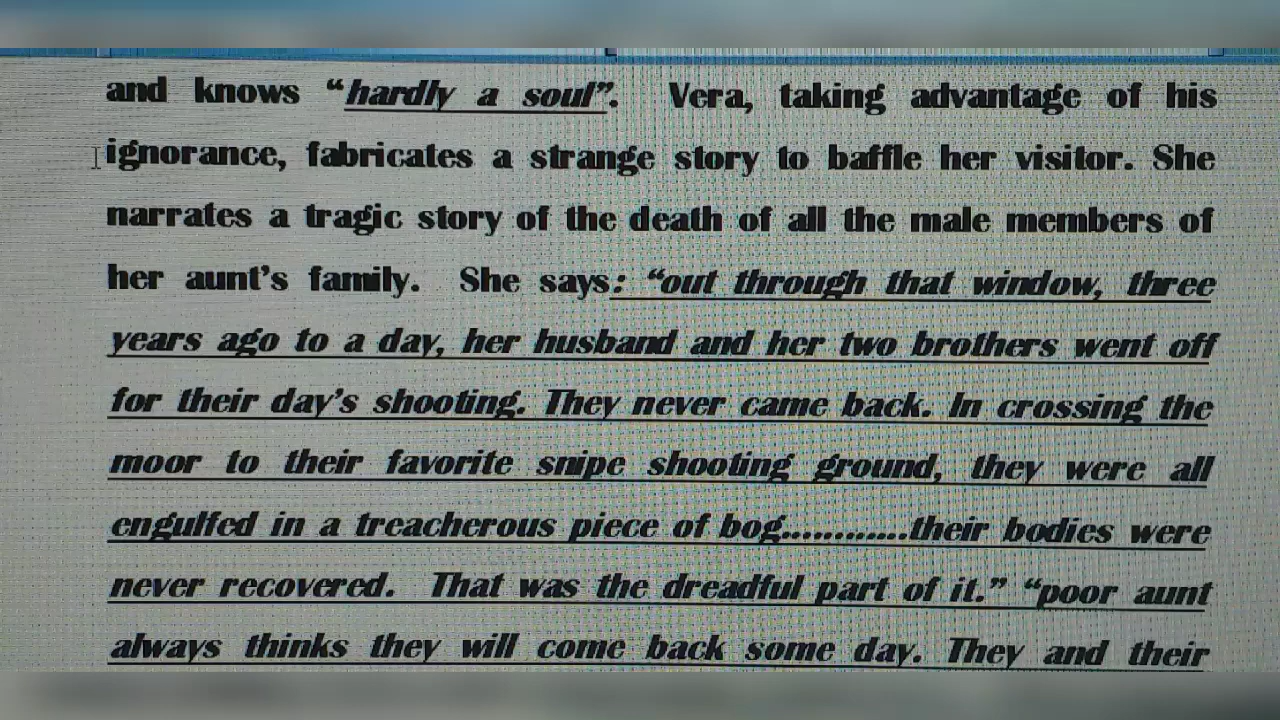 and knows “hardly a soul”. Vera, taking advantage of his
ignorance, fabricates a strange story to baffle her visitor. She
narrates a tragic story of the death of all the male members of
her aunt’s family. She says: “out through that window, three
years ago to a day, her husband and her two brothers went off
for their day’s shooting. They never came back. In crossing the
moor to their favorite snipe shooting ground, they were all
engulfed in a treacherous piece of bog............their bodies were
never recovered. That was the dreadful part of it.” “poor aunt
always thinks they will come back some day. They and their